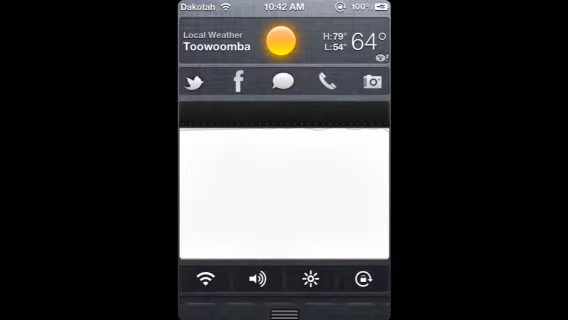 Dakotah 10:42 AM 100%
Local Weather
Toowoomba
H:79°
L:54°
64°
Y!